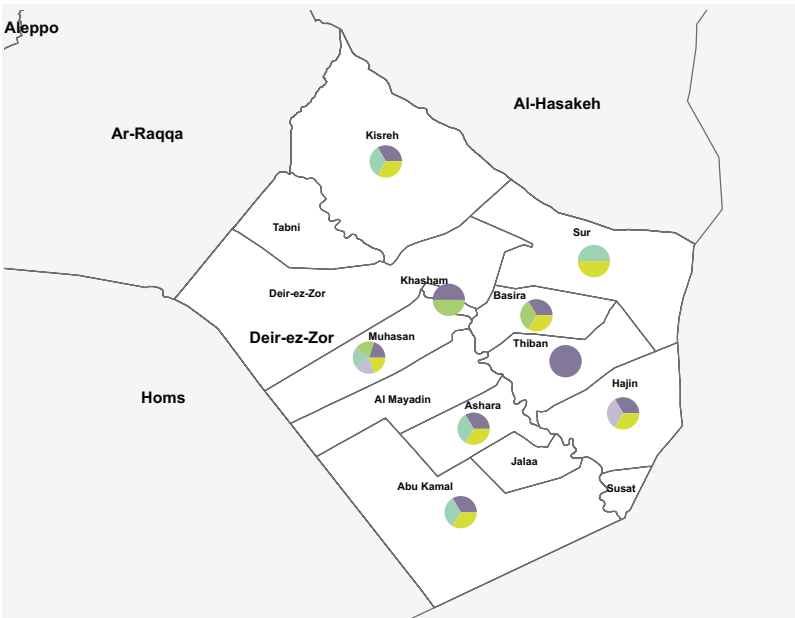 Aleppo
Al-Hasakeh
Ar-Raqqa
Kisreh
Tabni
Sur
Khasham
Deir-ez-Zor
Basira
Deir-ez-Zor
Muhasan
Thiban
Hajin
Homs
Al Mayadin
Ashara
Jalaa
Abu Kamal
Susat